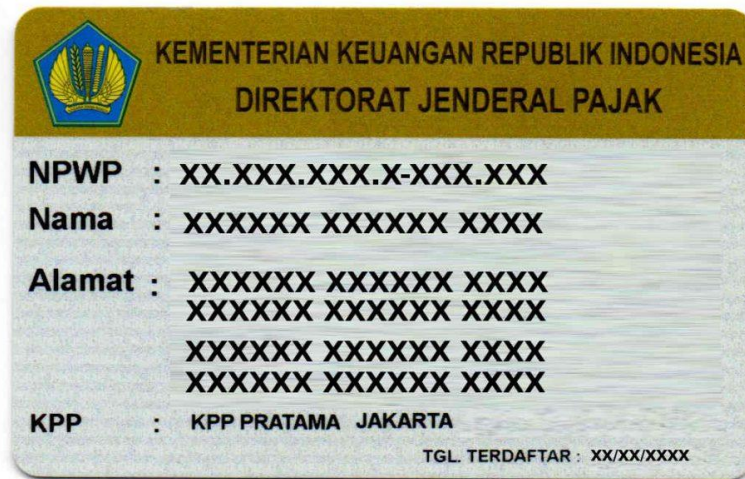 KEMENTERIAN KEUANGAN REPUBLIK INDONESIA
DIREKTORAT JENDERAL PAJAK
NPWP : XX.XXX.XXX.X-XXX.XXX
Nama : XXXXXX XXXXXX XXXX
Alamat : XXXXXX XXXXXX XXXX
XXXXXX XXXXXX XXXX
XXXXXX XXXXXX XXXX
XXXXXX XXXXXX XXXX
KPP : KPP PRATAMA JAKARTA
TGL. TERDAFTAR : XX/XX/XXXX